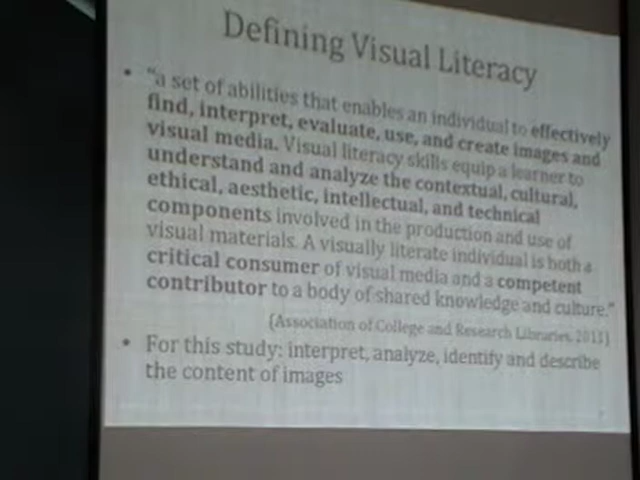 Defining Visual Literacy
• "a set of abilities that enables an individual to effectively
find, interpret, evaluate, use, and create images and
visual media. Visual literacy skills equip a learner to
understand and analyze the contextual, cultural,
ethical, aesthetic, intellectual, and technical
components involved in the production and use of
visual materials. A visually literate individual is both a
critical consumer of visual media and a competent
contributor to a body of shared knowledge and culture."
(Association of College and Research Libraries, 2011)
• For this study: interpret, analyze, identify and describe
the content of images